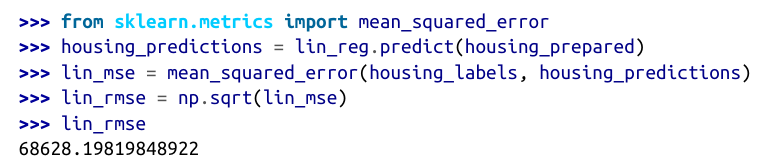 >>> from sklearn.metrics import mean_squared_error
>>> housing_predictions = lin_reg.predict(housing_prepared)
>>> lin_mse = mean_squared_error(housing_labels, housing_predictions)
>>> lin_rmse = np.sqrt(lin_mse)
>>> lin_rmse
68628.19819848922